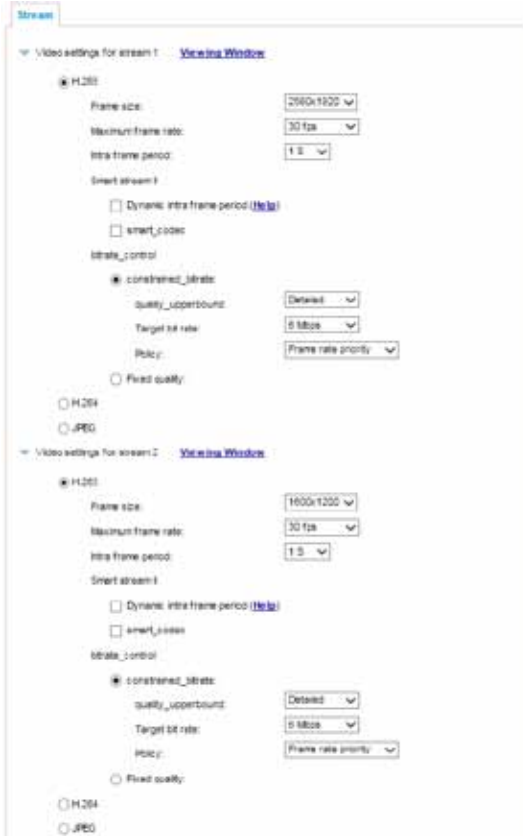 Stream
Video settings for stream 1 Viewing Window
H.265
Frame size: 2560x1920
Maximum frame rate: 30 fps
Intra frame period: 1 S
Smart stream II
Dynamic intra frame period (Help)
smart_codec
bitrate_control
constrained_bitrate:
quality_upperbound: Detailed
Target bit rate: 6 Mbps
Policy: Frame rate priority
Fixed quality:
H.264
JPEG
Video settings for stream 2 Viewing Window
H.265
Frame size: 1600x1200
Maximum frame rate: 30 fps
Intra frame period: 1 S
Smart stream II
Dynamic intra frame period (Help)
smart_codec
bitrate_control
constrained_bitrate:
quality_upperbound: Detailed
Target bit rate: 6 Mbps
Policy: Frame rate priority
Fixed quality:
H.264
JPEG